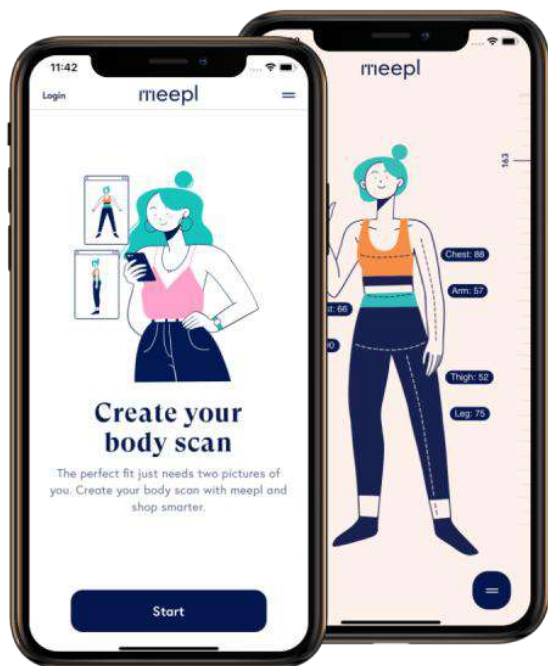 11:42
Login
meepl
Create your
body scan
The perfect fit just needs two pictures of
you. Create your body scan with meepl and
shop smarter.
Start
meepl
163
Chest: 88
Arm: 57
66
Thigh: 52
Leg: 75